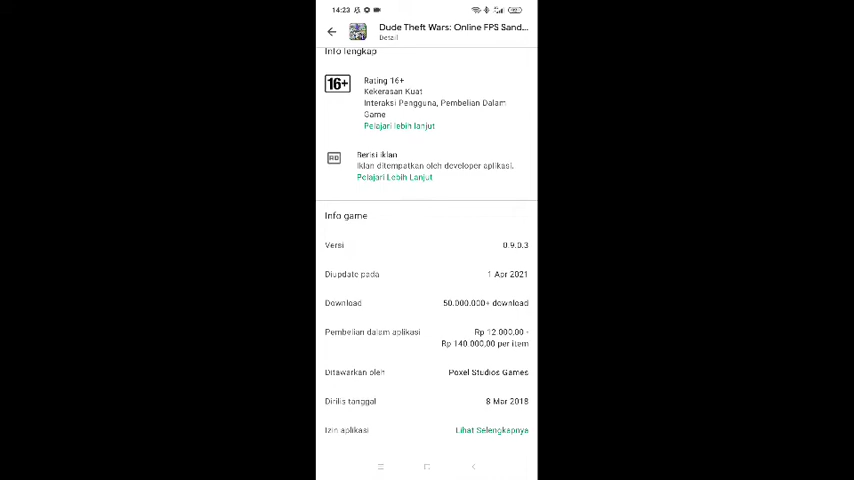 14:23
Dude Theft Wars: Online FPS Sand...
Detail
Info lengkap
16+
Rating 16+
Kekerasan Kuat
Interaksi Pengguna, Pembelian Dalam
Game
Pelajari lebih lanjut
AD
Berisi iklan
Iklan ditempatkan oleh developer aplikasi.
Pelajari Lebih Lanjut
Info game
Versi 0.9.0.3
Diupdate pada 1 Apr 2021
Download 50.000.000+ download
Pembelian dalam aplikasi Rp 12.000,00 -
Rp 140.000,00 per item
Ditawarkan oleh Poxel Studios Games
Dirilis tanggal 8 Mar 2018
Izin aplikasi Lihat Selengkapnya